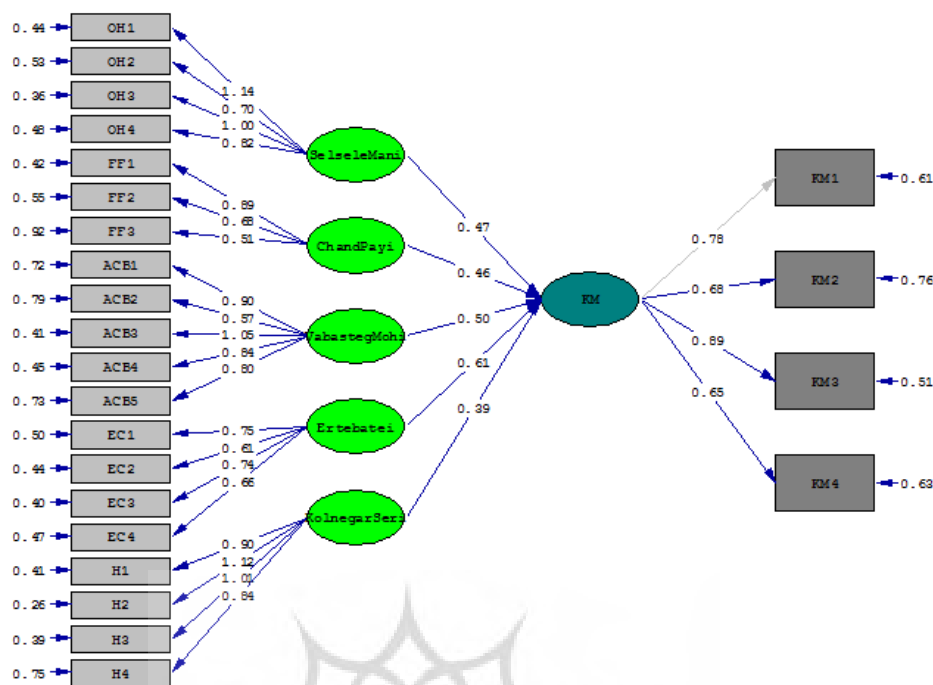 0.44 OH1
0.53 OH2
0.36 OH3
0.48 OH4
0.42 FF1
0.55 FF2
0.92 FF3
0.72 ACB1
0.79 ACB2
0.41 ACB3
0.45 ACB4
0.73 ACB5
0.50 EC1
0.44 EC2
0.40 EC3
0.47 EC4
0.41 H1
0.26 H2
0.39 H3
0.75 H4
1.14
0.70
1.00
0.82
0.89
0.68
0.51
0.90
0.57
1.05
0.84
0.80
0.75
0.61
0.74
0.66
0.90
1.12
1.01
0.84
SelseleMani
ChandPayi
VabastegMohi
Ertebatei
KolnegarSeri
0.47
0.46
0.50
0.61
0.39
KM
0.78
0.68
0.89
0.65
KM1 0.61
KM2 0.76
KM3 0.51
KM4 0.63